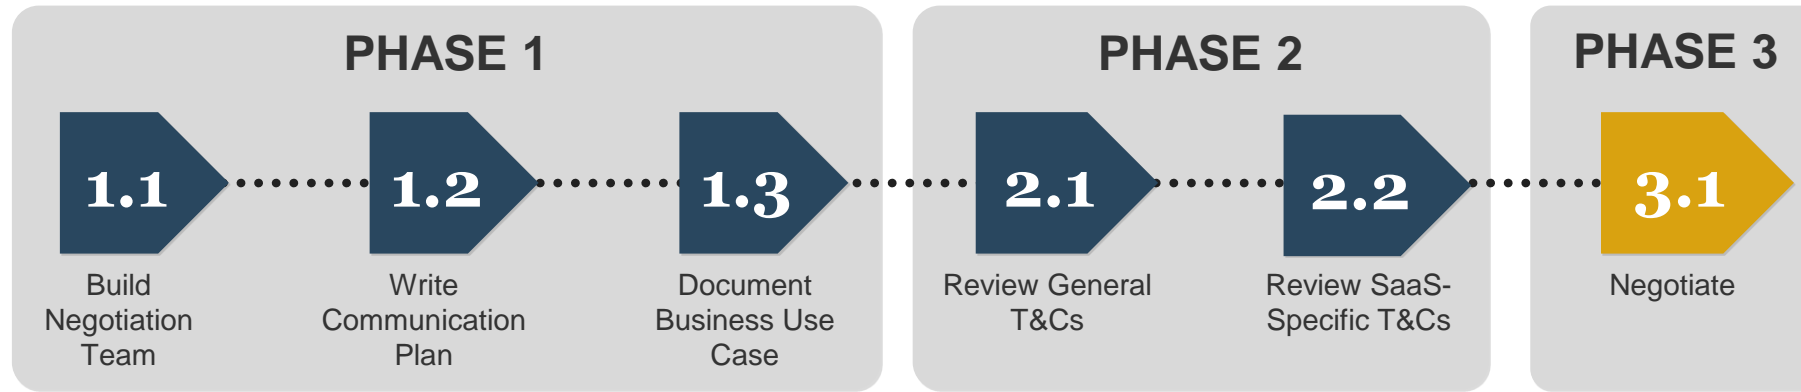 PHASE 1
1.1
Build
Negotiation
Team
1.2
Write
Communication
Plan
1.3
Document
Business Use
Case
PHASE 2
2.1
Review General
T&Cs
2.2
Review SaaS-
Specific T&Cs
PHASE 3
3.1
Negotiate